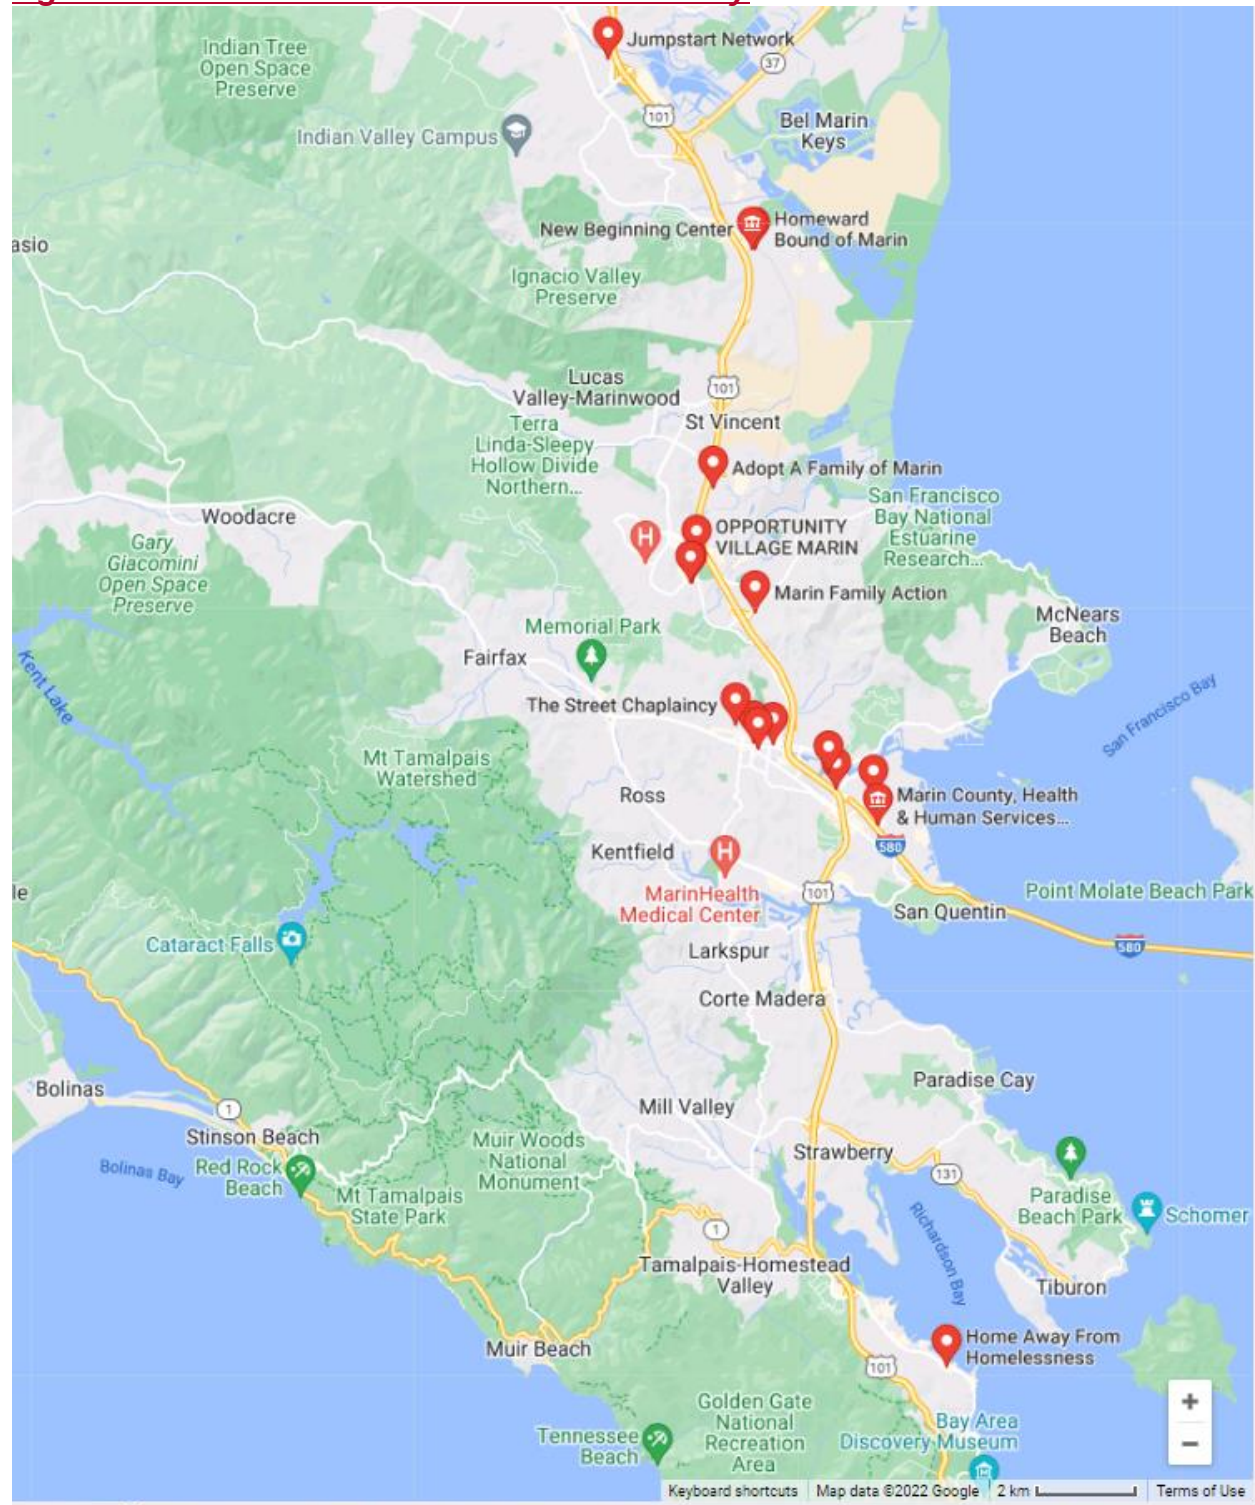 Jumpstart Network
37
Indian Tree
Open Space
Preserve
101
Bel Marin
Keys
Indian Valley Campus
New Beginning Center
Homeward
Bound of Marin
asio
Ignacio Valley
Preserve
Lucas
Valley-Marinwood
101
St Vincent
Terra
Linda-Sleepy
Hollow Divide
Northern...
Adopt A Family of Marin
San Francisco
Bay National
Estuarine
Research...
Woodacre
OPPORTUNITY
VILLAGE MARIN
H
Gary
Giacomini
Open Space
Preserve
Marin Family Action
McNears
Beach
Memorial Park
Fairfax
Kent Lake
The Street Chaplaincy
San Francisco Bay
Mt Tamalpais
Watershed
Ross
Marin County, Health
& Human Services...
580
Kentfield
H
MarinHealth
Medical Center
101
Point Molate Beach Park
le
San Quentin
Cataract Falls
580
Larkspur
Corte Madera
Bolinas
Paradise Cay
1
Mill Valley
Stinson Beach
Strawberry
Muir Woods
National
Monument
Bolinas Bay
Red Rock
Beach
131
Mt Tamalpais
State Park
Paradise
Beach Park
Schomer
Richardson Bay
1
Tamalpais-Homestead
Valley
Tiburon
Muir Beach
Home Away From
Homelessness
101
+
−
Golden Gate
National
Recreation
Area
Bay Area
Discovery Museum
Tennessee
Beach
Keyboard shortcuts Map data ©2022 Google 2 km Terms of Use